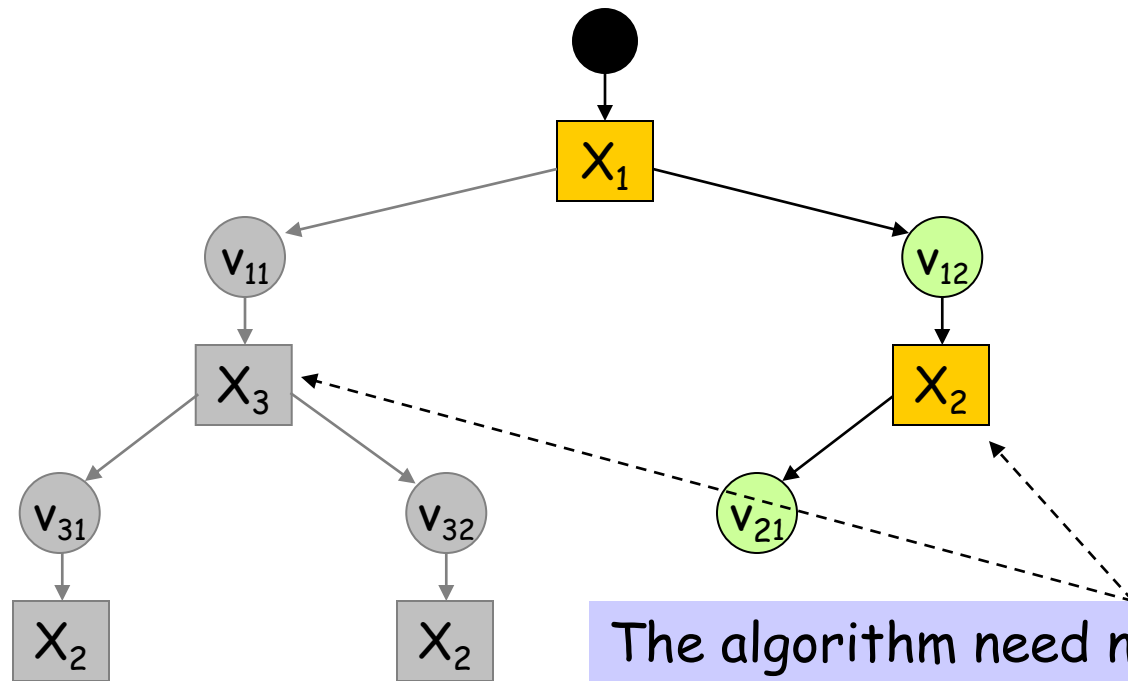 X₁
v₁₁
v₁₂
X₃
X₂
v₃₁
v₃₂
v₂₁
X₂
X₂
The algorithm need